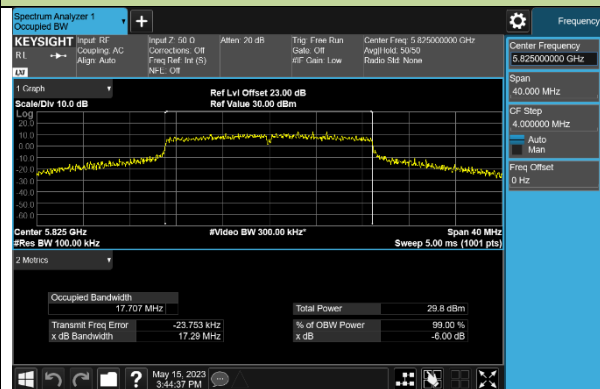 Spectrum Analyzer 1
Occupied BW
+
Frequency
KEYSIGHT
Input: RF
Coupling: AC
Align: Auto
Input Z: 50 Ω
Corrections: Off
Freq Ref: Int (S)
NFE: Off
Atten: 20 dB
Trig: Free Run
Gate: Off
#IF Gain: Low
Center Freq: 5.825000000 GHz
Avg|Hold: 50/50
Radio Std: None
RL
LXI
Center Frequency
5.825000000 GHz
Span
40.000 MHz
CF Step
4.000000 MHz
Auto
Man
Freq Offset
0 Hz
1 Graph
Scale/Div 10.0 dB
Ref Lvl Offset 23.00 dB
Ref Value 30.00 dBm
Log
20.0
10.0
0.00
-10.0
-20.0
-30.0
-40.0
-50.0
-60.0
Center 5.825 GHz
#Video BW 300.00 kHz*
Span 40 MHz
#Res BW 100.00 kHz
Sweep 5.00 ms (1001 pts)
2 Metrics
Occupied Bandwidth
17.707 MHz
Total Power 29.8 dBm
Transmit Freq Error -23.753 kHz
% of OBW Power 99.00 %
x dB Bandwidth 17.29 MHz
x dB -6.00 dB
?
May 15, 2023
3:44:37 PM